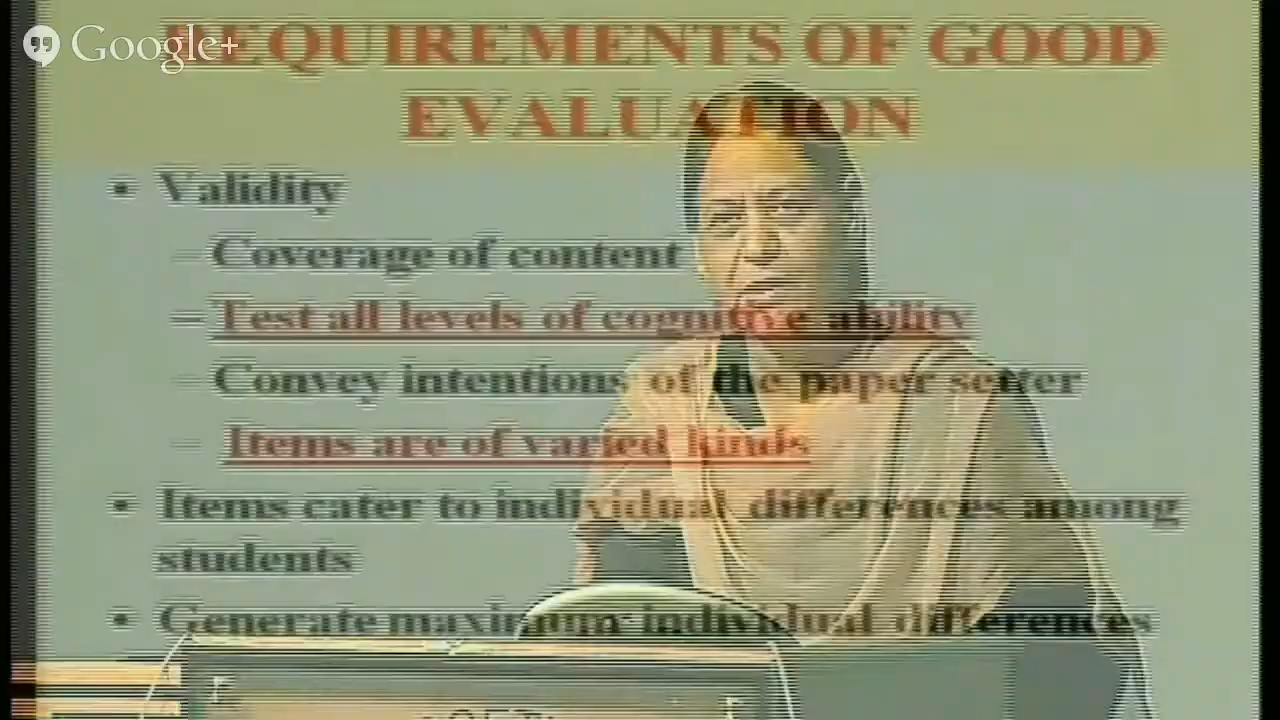 Google+
REQUIREMENTS OF GOOD
EVALUATION
• Validity
– Coverage of content
– Test all levels of cognitive ability
– Convey intentions of the paper setter
– Items are of varied kinds
• Items cater to individual differences among
students
• Generate maximum individual differences